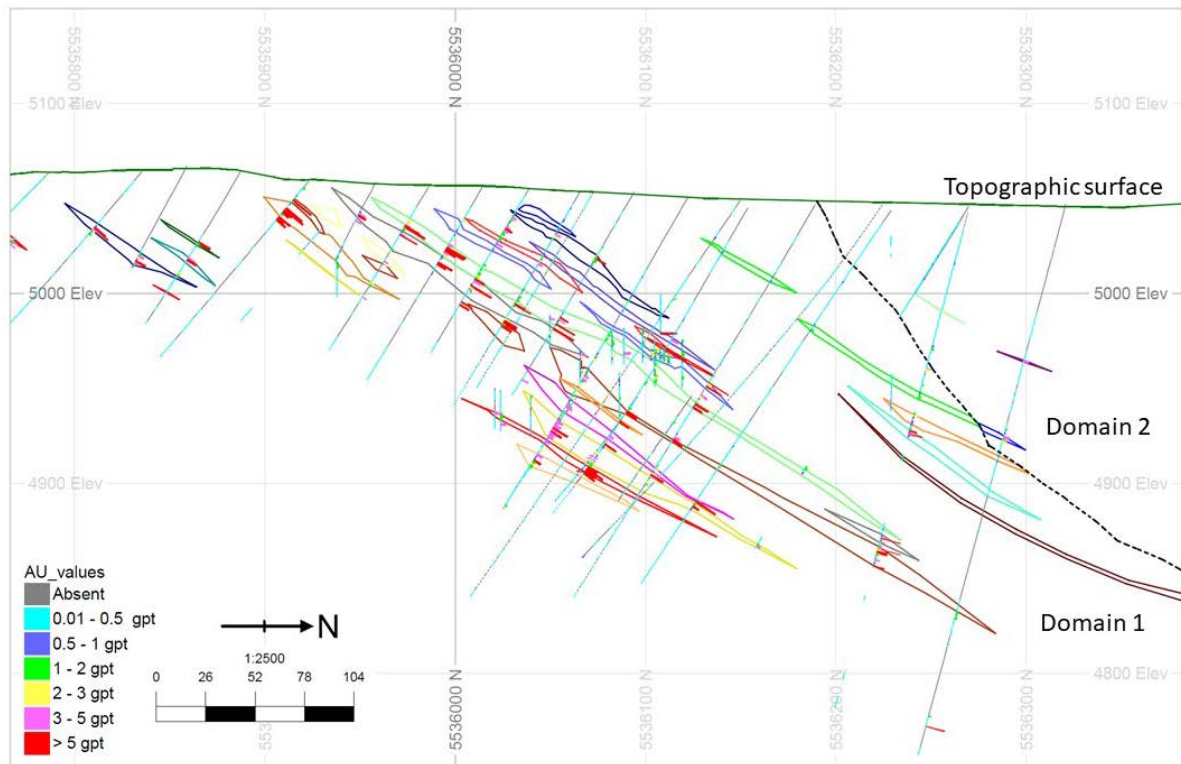 5535800 N
5535900 N
5536000 N
5536100 N
5536200 N
5536300 N
5100 Elev
5100 Elev
Topographic surface
5000 Elev
5000 Elev
Domain 2
4900 Elev
4900 Elev
AU_values
Absent
0.01 - 0.5 gpt
0.5 - 1 gpt
1 - 2 gpt
2 - 3 gpt
3 - 5 gpt
> 5 gpt
N
1:2500
0 26 52 78 104
Domain 1
4800 Elev
5536000 N
5536100 N
5536200 N
5536300 N